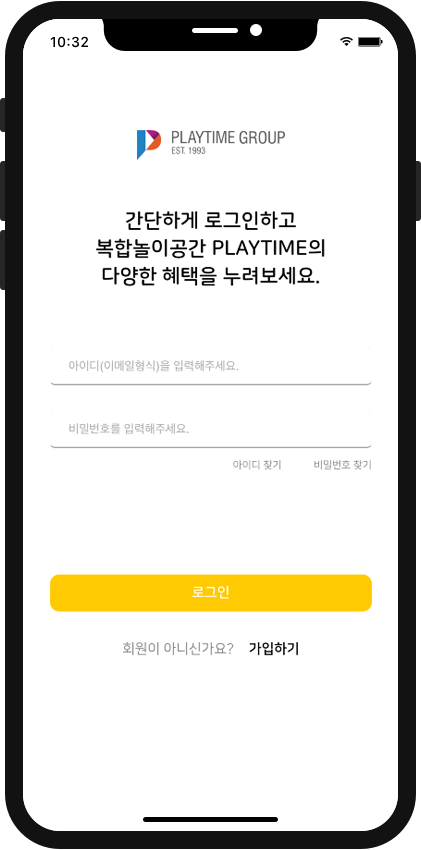 10:32
PLAYTIME GROUP
EST. 1993
간단하게 로그인하고
복합놀이공간 PLAYTIME의
다양한 혜택을 누려보세요.
아이디(이메일형식)을 입력해주세요.
비밀번호를 입력해주세요.
아이디 찾기 비밀번호 찾기
로그인
회원이 아니신가요? 가입하기